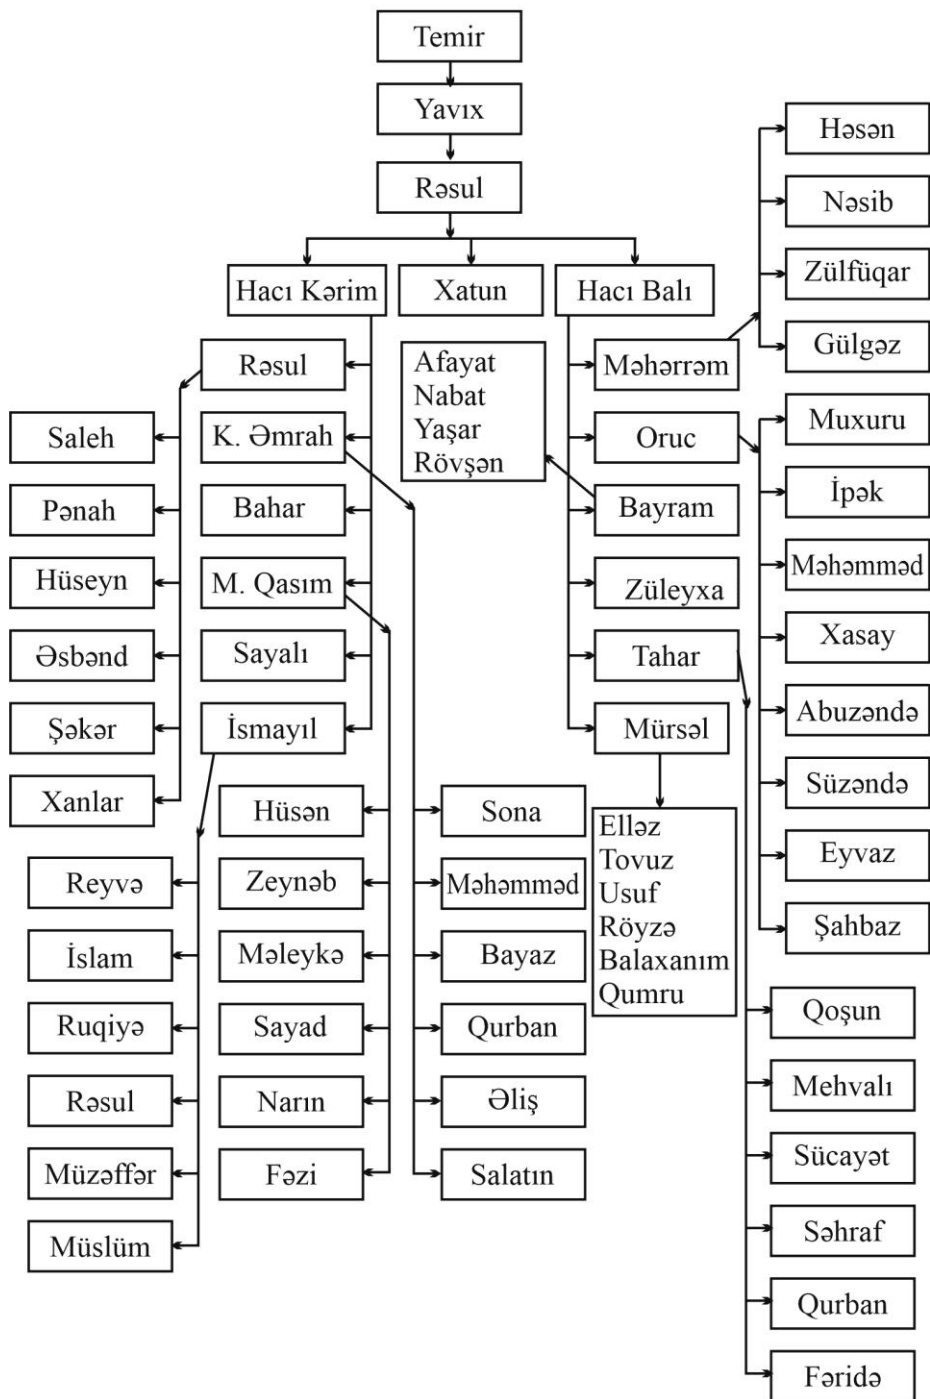 Temir
Yavıx
Rəsul
Hacı Kərim
Xatun
Hacı Balı
Rəsul
K. Əmrah
Bahar
M. Qasım
Sayalı
İsmayıl
Saleh
Pənah
Hüseyn
Əsbənd
Şəkər
Xanlar
Reyvə
İslam
Ruqiyə
Rəsul
Müzəffər
Müslüm
Hüsən
Zeynəb
Məleykə
Sayad
Narın
Fəzi
Sona
Məhəmməd
Bayaz
Qurban
Əliş
Salatın
Afayat
Nabat
Yaşar
Rövşən
Məhərrəm
Oruc
Bayram
Züleyxa
Tahar
Mürsəl
Elləz
Tovuz
Usuf
Röyzə
Balaxanım
Qumru
Həsən
Nəsib
Zülfüqar
Gülgəz
Muxuru
İpək
Məhəmməd
Xasay
Abuzəndə
Süzəndə
Eyvaz
Şahbaz
Qoşun
Mehvalı
Sücayət
Səhraf
Qurban
Fəridə